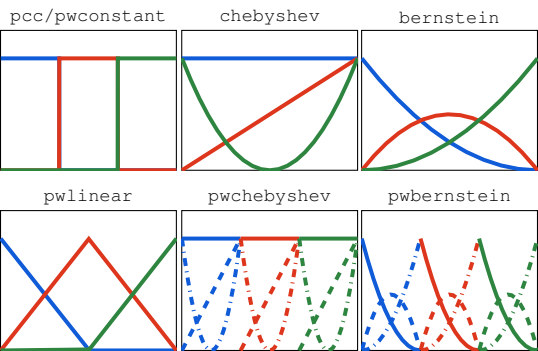 pcc/pwconstant
chebyshev
bernstein
pwlinear
pwchebyshev
pwbernstein